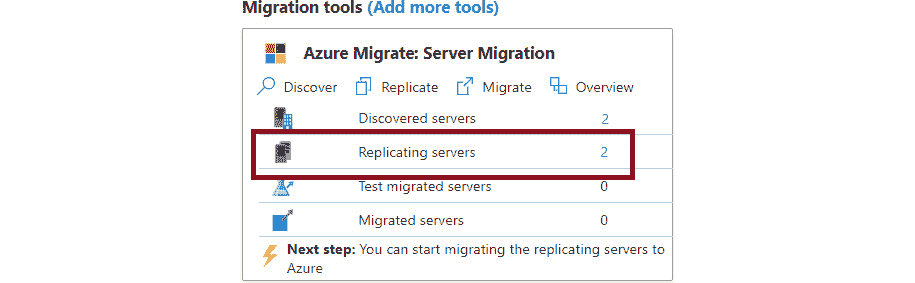 Migration tools (Add more tools)
Azure Migrate: Server Migration
Discover Replicate Migrate Overview
Discovered servers 2
Replicating servers 2
Test migrated servers 0
Migrated servers 0
Next step: You can start migrating the replicating servers to
Azure